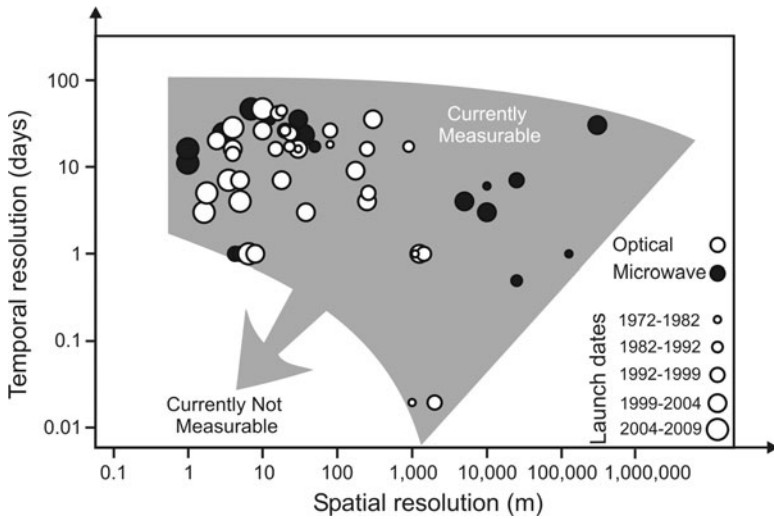 Temporal resolution (days)
100
10
1
0.1
0.01
Currently
Measurable
Currently Not
Measurable
Optical
Microwave
Launch dates
1972-1982
1982-1992
1992-1999
1999-2004
2004-2009
0.1 1 10 100 1,000 10,000 100,000 1,000,000
Spatial resolution (m)